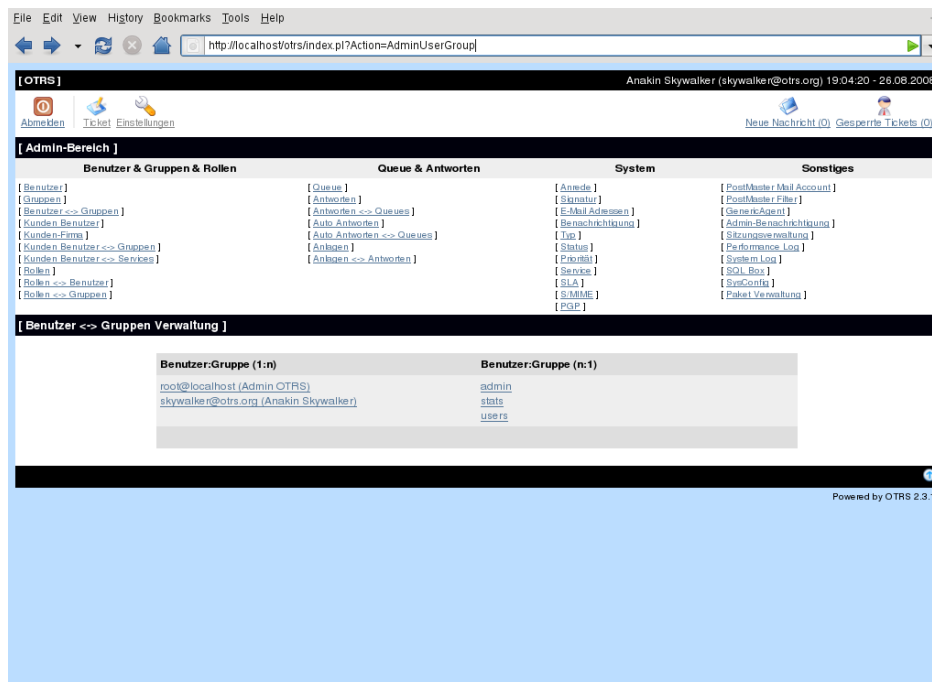 File Edit View History Bookmarks Tools Help
http://localhost/otrs/index.pl?Action=AdminUserGroup
[ OTRS ]
Anakin Skywalker (skywalker@otrs.org) 19:04:20 - 26.08.2008
Abmelden Ticket Einstellungen
Neue Nachricht (0) Gesperrte Tickets (0)
[ Admin-Bereich ]
Benutzer & Gruppen & Rollen
[ Benutzer ]
[ Gruppen ]
[ Benutzer <-> Gruppen ]
[ Kunden Benutzer ]
[ Kunden-Firma ]
[ Kunden Benutzer <-> Gruppen ]
[ Kunden Benutzer <-> Services ]
[ Rollen ]
[ Rollen <-> Benutzer ]
[ Rollen <-> Gruppen ]
Queue & Antworten
[ Queue ]
[ Antworten ]
[ Antworten <-> Queues ]
[ Auto Antworten ]
[ Auto Antworten <-> Queues ]
[ Anlagen ]
[ Anlagen <-> Antworten ]
System
[ Anrede ]
[ Signatur ]
[ E-Mail Adressen ]
[ Benachrichtigung ]
[ Typ ]
[ Status ]
[ Priorität ]
[ Service ]
[ SLA ]
[ S/MIME ]
[ PGP ]
Sonstiges
[ PostMaster Mail Account ]
[ PostMaster Filter ]
[ GenericAgent ]
[ Admin-Benachrichtigung ]
[ Sitzungsverwaltung ]
[ Performance Log ]
[ System Log ]
[ SQL Box ]
[ SysConfig ]
[ Paket Verwaltung ]
[ Benutzer <-> Gruppen Verwaltung ]
Benutzer:Gruppe (1:n)
root@localhost (Admin OTRS)
skywalker@otrs.org (Anakin Skywalker)
Benutzer:Gruppe (n:1)
admin
stats
users
Powered by OTRS 2.3.